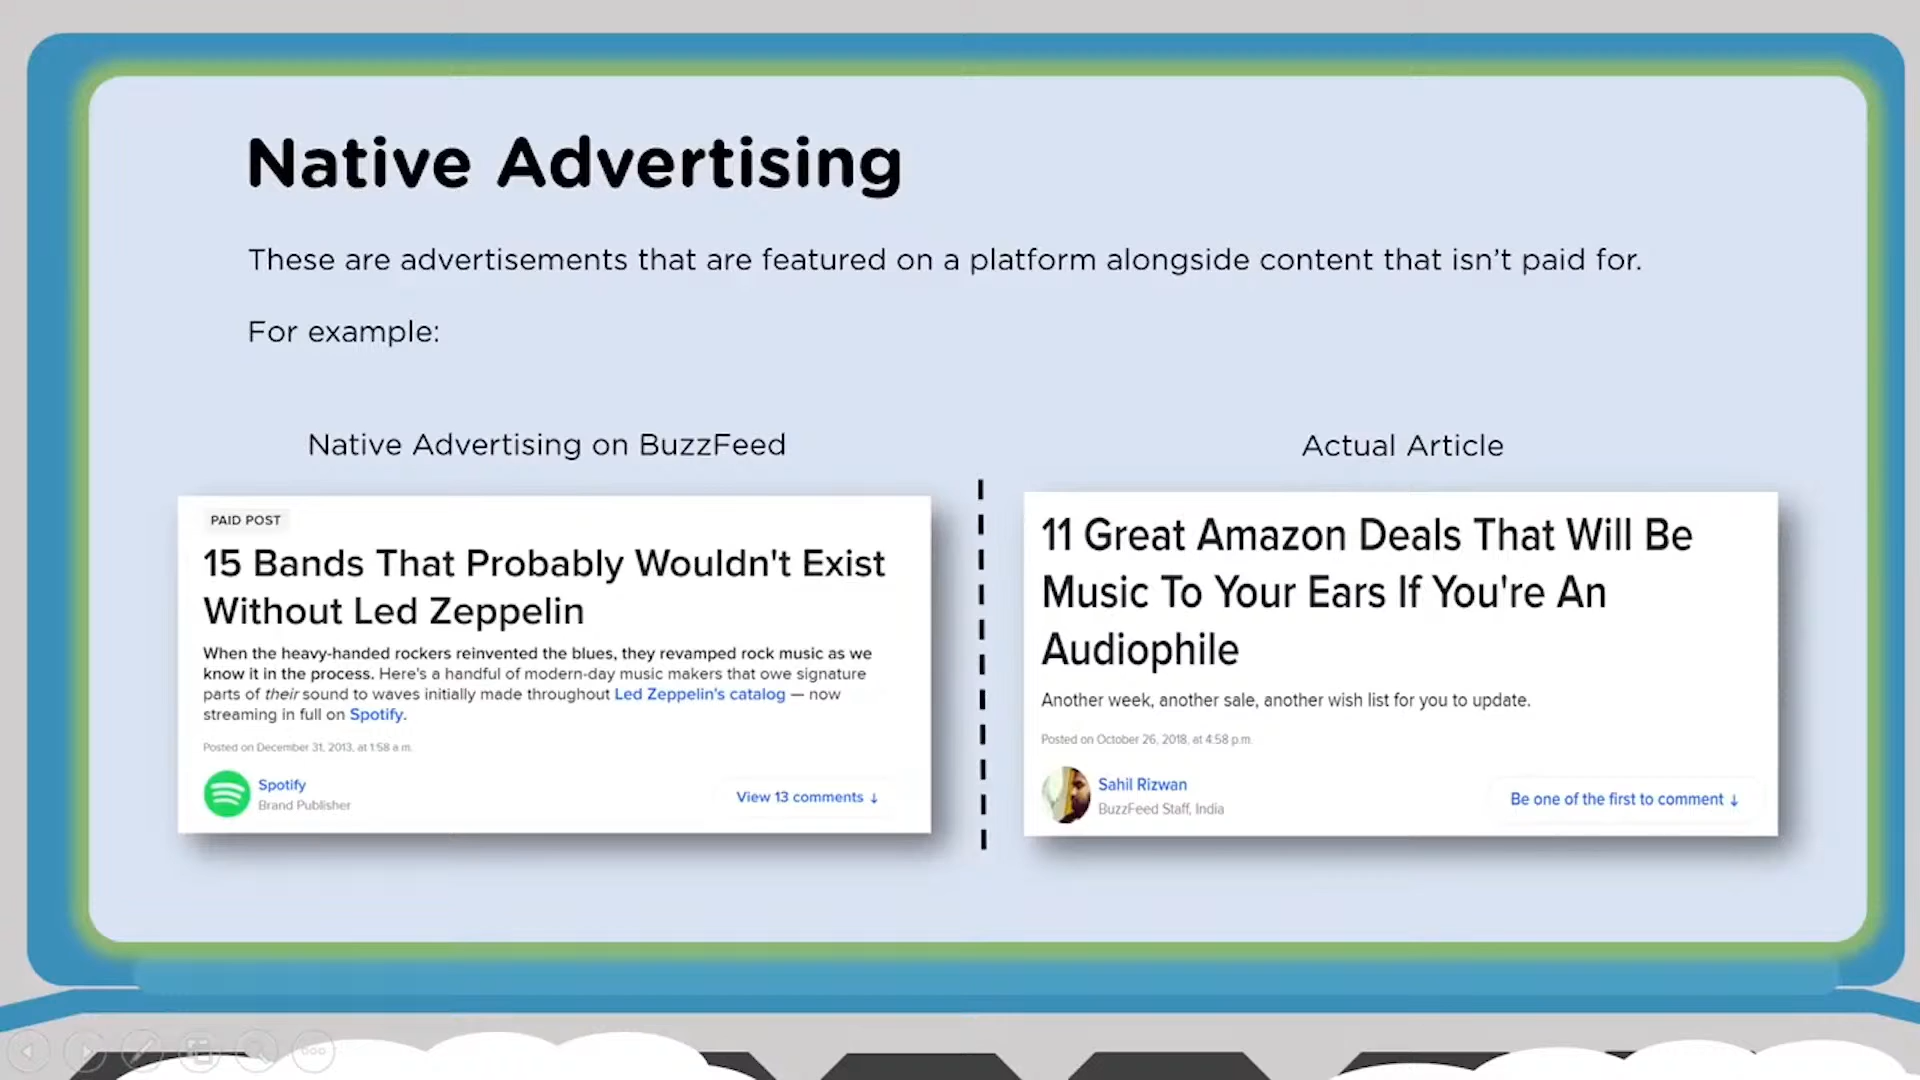 Native Advertising
These are advertisements that are featured on a platform alongside content that isn’t paid for.
For example:
Native Advertising on BuzzFeed
PAID POST
15 Bands That Probably Wouldn't Exist
Without Led Zeppelin
When the heavy-handed rockers reinvented the blues, they revamped rock music as we
know it in the process. Here's a handful of modern-day music makers that owe signature
parts of their sound to waves initially made throughout Led Zeppelin's catalog — now
streaming in full on Spotify.
Posted on December 31, 2013, at 1:58 a.m.
Spotify
Brand Publisher
View 13 comments ↓
Actual Article
11 Great Amazon Deals That Will Be
Music To Your Ears If You're An
Audiophile
Another week, another sale, another wish list for you to update.
Posted on October 26, 2018, at 4:58 p.m.
Sahil Rizwan
BuzzFeed Staff, India
Be one of the first to comment ↓